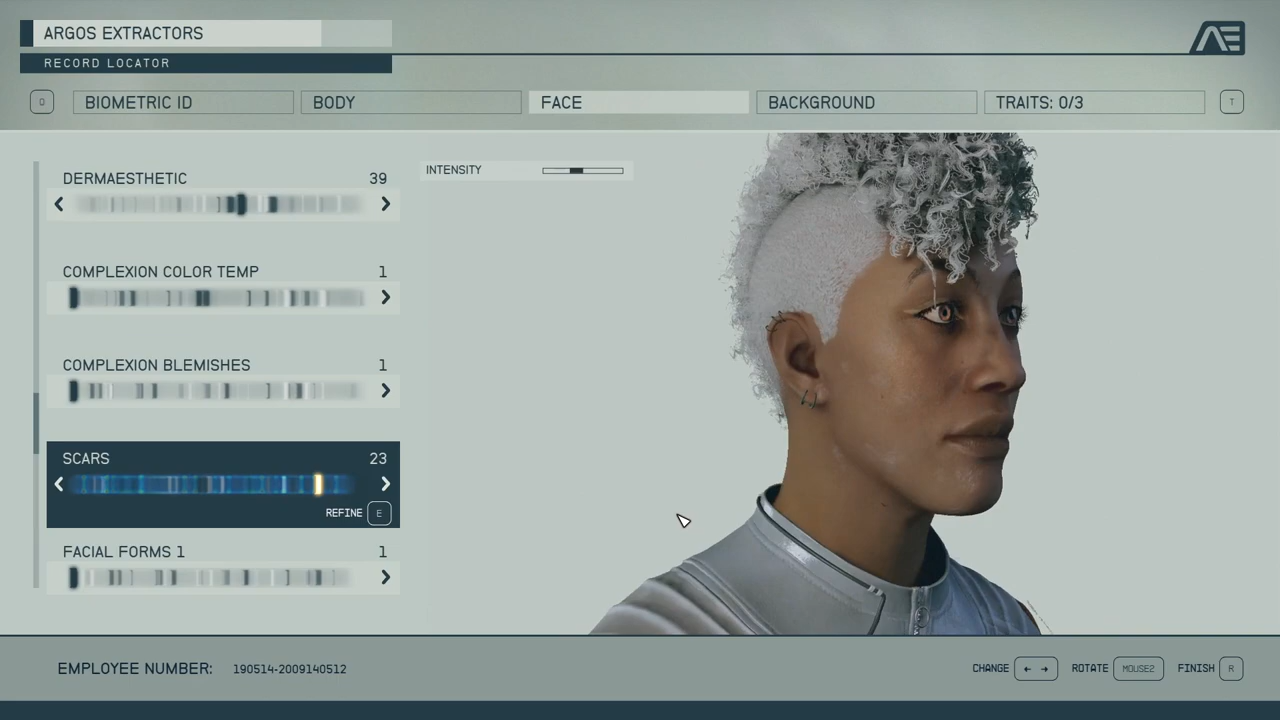 ARGOS EXTRACTORS
RECORD LOCATOR
AE
Q BIOMETRIC ID BODY FACE BACKGROUND TRAITS: 0/3 T
DERMAESTHETIC 39
INTENSITY
COMPLEXION COLOR TEMP 1
COMPLEXION BLEMISHES 1
SCARS 23
REFINE E
FACIAL FORMS 1 1
EMPLOYEE NUMBER: 190514-2009140512
CHANGE ← → ROTATE MOUSE2 FINISH R